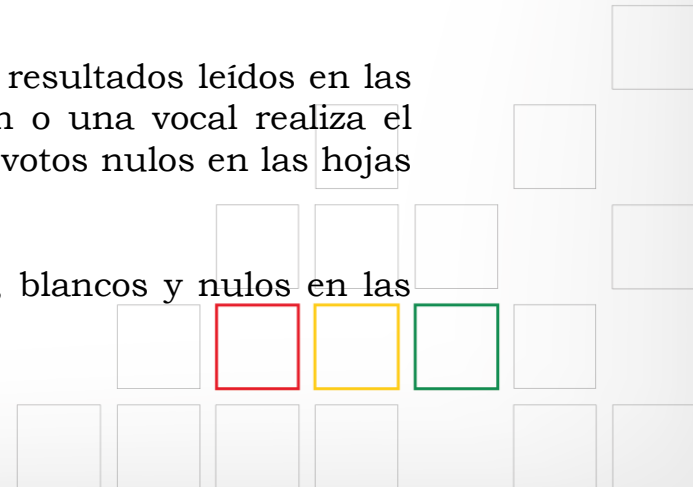 resultados leídos en las
o una vocal realiza el
votos nulos en las hojas
blancos y nulos en las